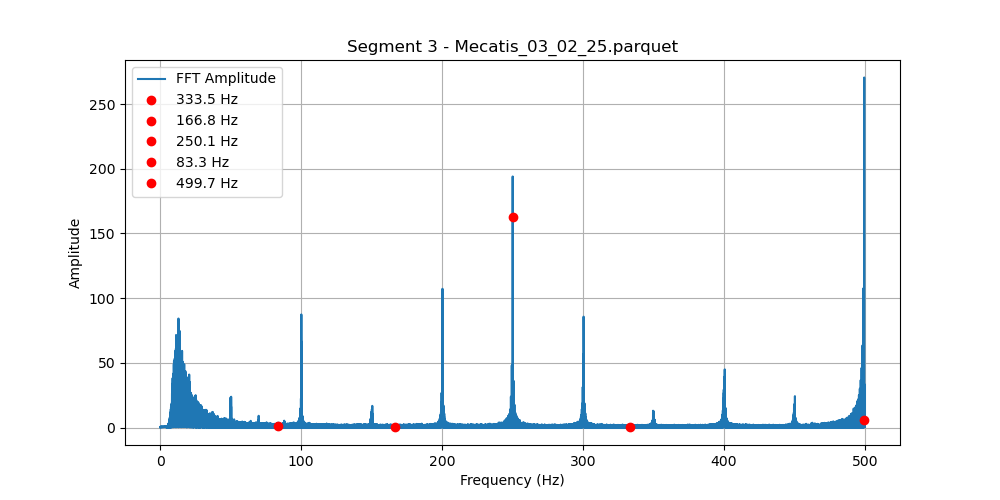 Segment 3 - Mecatis_03_02_25.parquet
FFT Amplitude
333.5 Hz
166.8 Hz
250.1 Hz
83.3 Hz
499.7 Hz
250
200
150
100
50
0
Amplitude
0 100 200 300 400 500
Frequency (Hz)